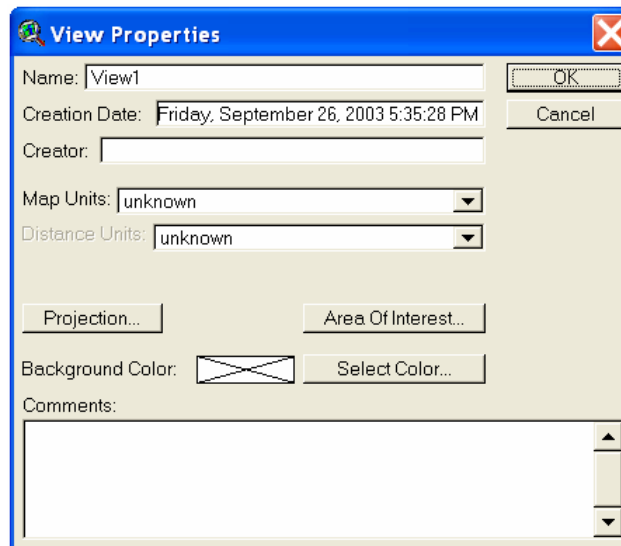 View Properties
Name: View1
OK
Creation Date: Friday, September 26, 2003 5:35:28 PM
Cancel
Creator:
Map Units: unknown
Distance Units: unknown
Projection...
Area Of Interest...
Background Color:
Select Color...
Comments: